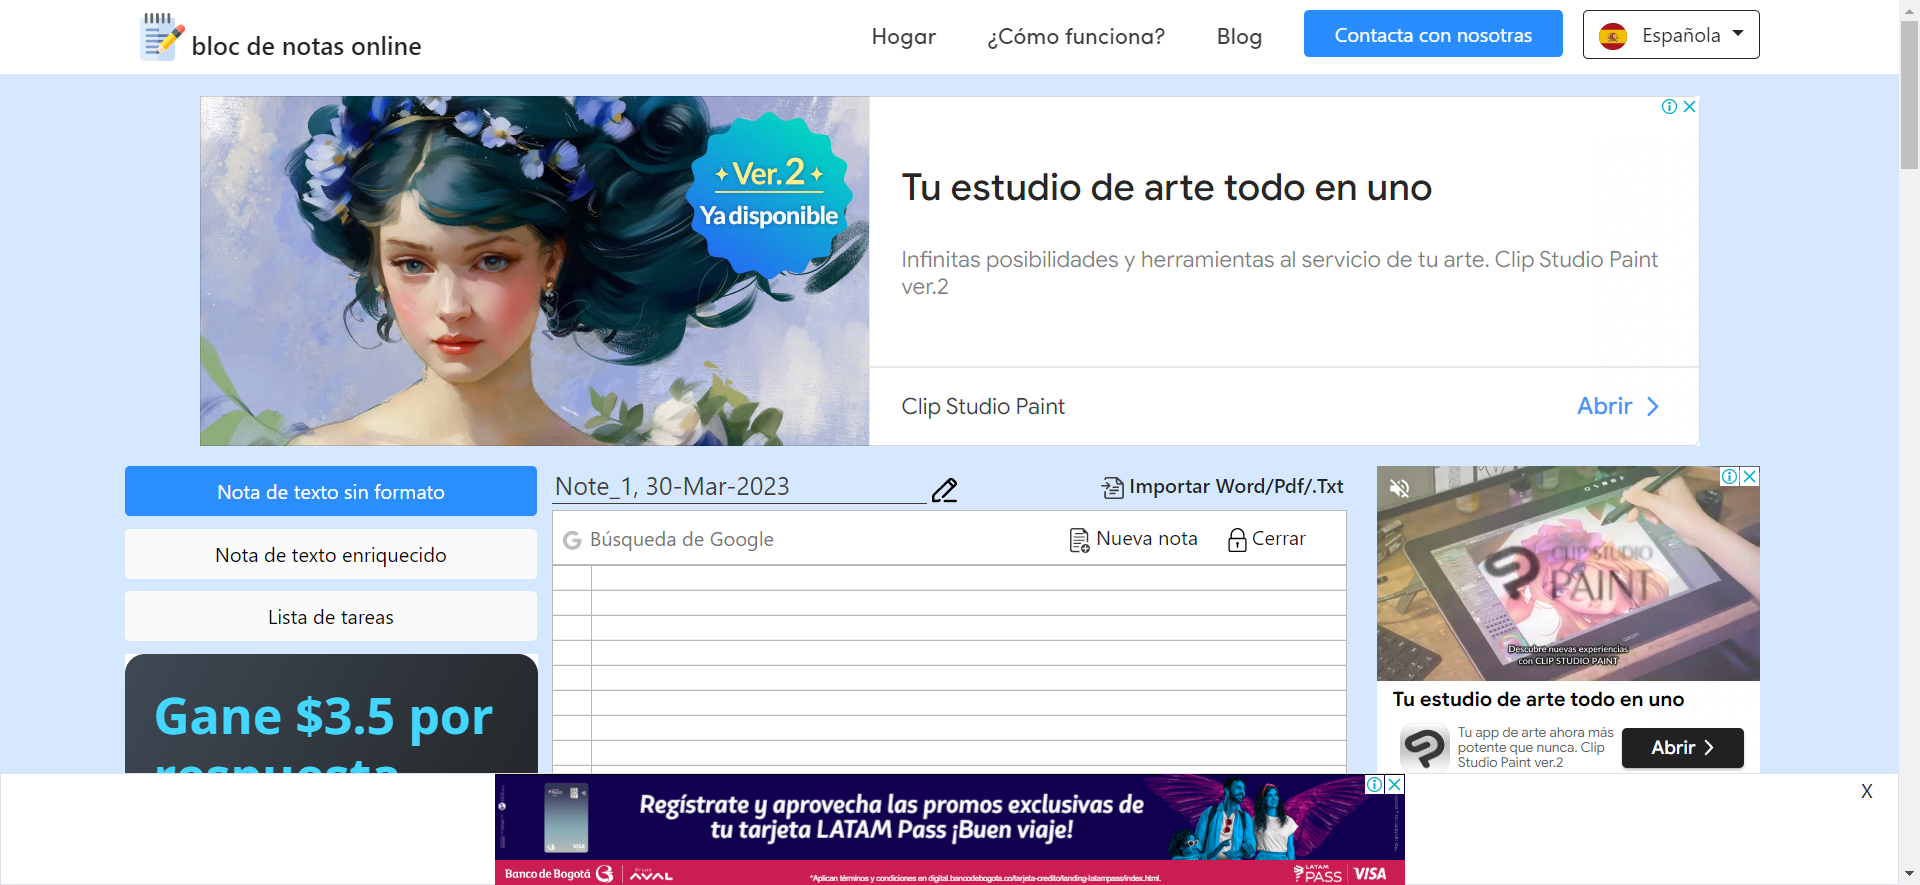 bloc de notas online
Hogar
¿Cómo funciona?
Blog
Contacta con nosotras
Española
Ver.2
Ya disponible
Tu estudio de arte todo en uno
Infinitas posibilidades y herramientas al servicio de tu arte. Clip Studio Paint
ver.2
Clip Studio Paint
Abrir
Nota de texto sin formato
Nota de texto enriquecido
Lista de tareas
Gane $3.5 por
respuesta
Note_1, 30-Mar-2023
Importar Word/Pdf/.Txt
Búsqueda de Google
Nueva nota
Cerrar
CLIP STUDIO
PAINT
Descubre nuevas experiencias
con CLIP STUDIO PAINT
Tu estudio de arte todo en uno
Tu app de arte ahora más
potente que nunca. Clip
Studio Paint ver.2
Abrir
Regístrate y aprovecha las promos exclusivas de
tu tarjeta LATAM Pass ¡Buen viaje!
VISA
Banco de Bogotá
Grupo
AVAL
*Aplican términos y condiciones en digital.bancodebogota.co/tarjeta-credito/landing-latampass/index.html.
LATAM
PASS
VISA
X